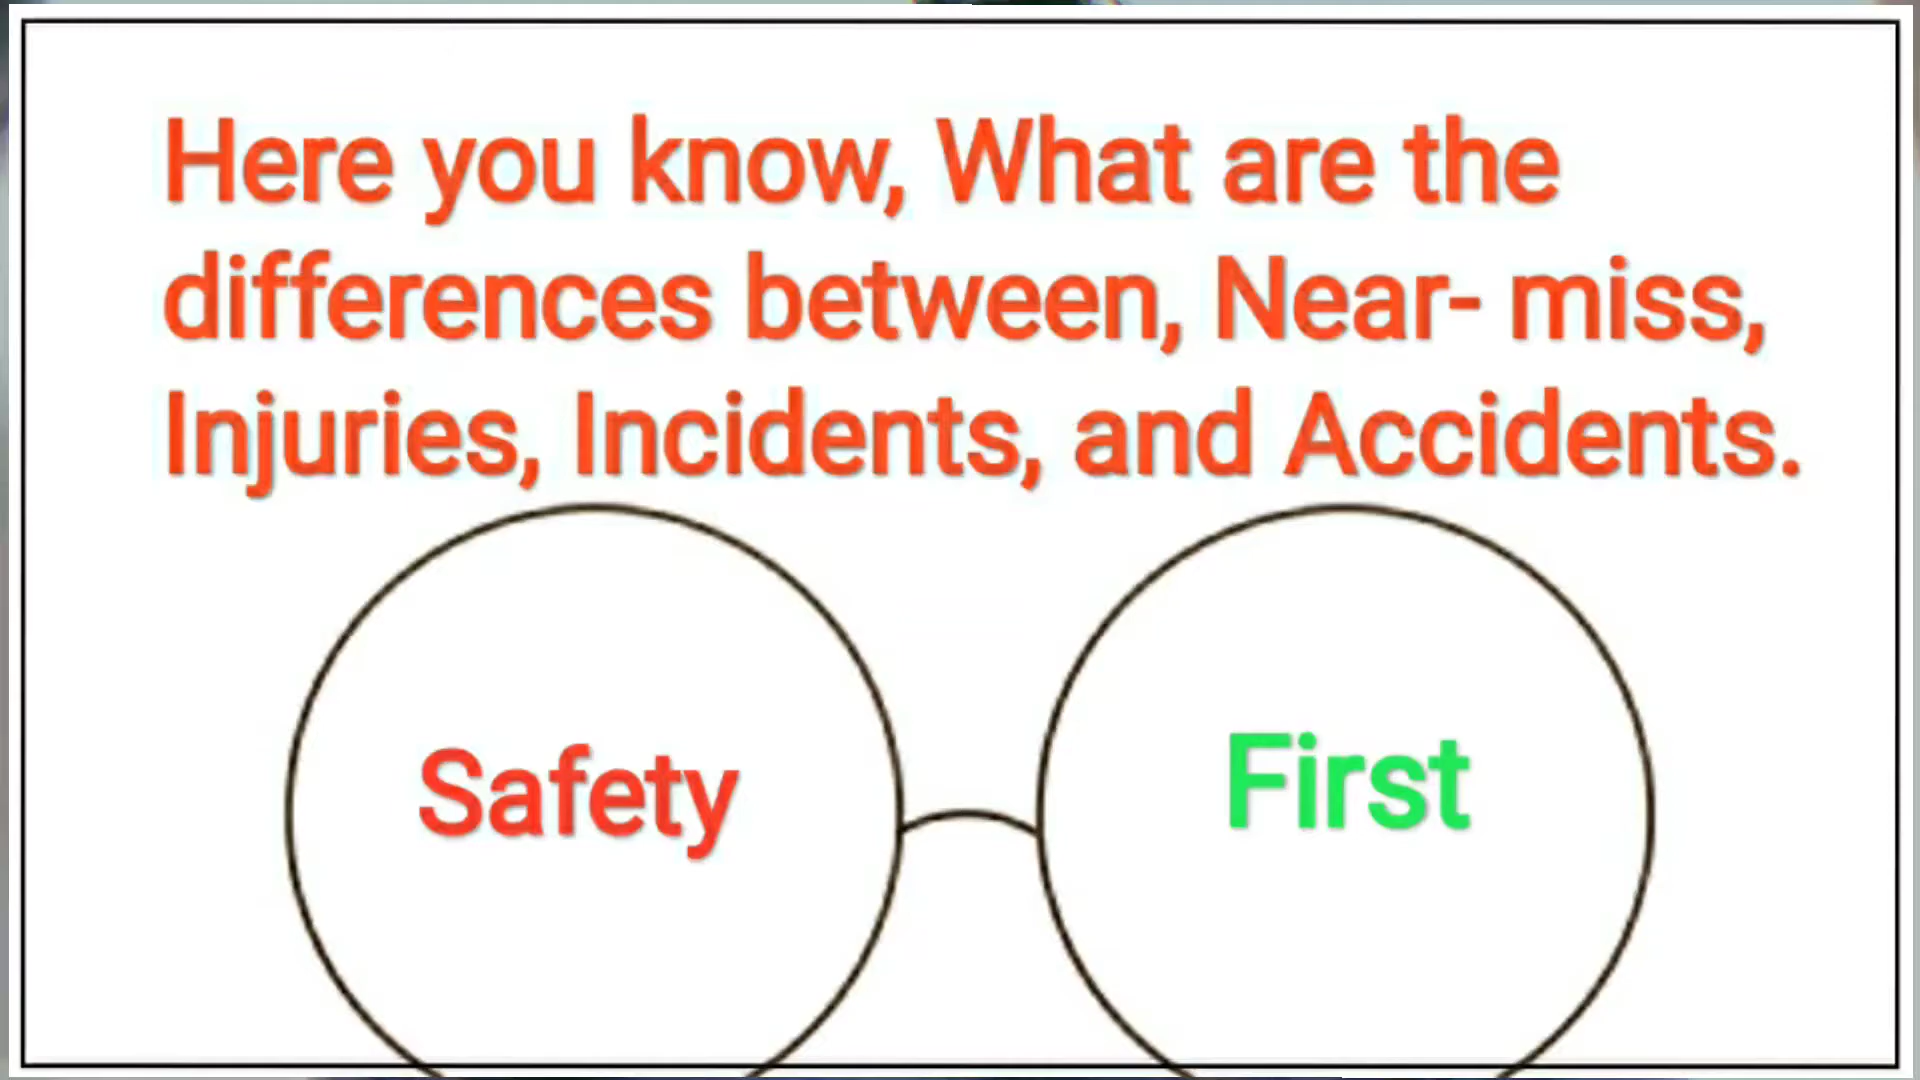 Here you know, What are the
differences between, Near- miss,
Injuries, Incidents, and Accidents.
Safety
First